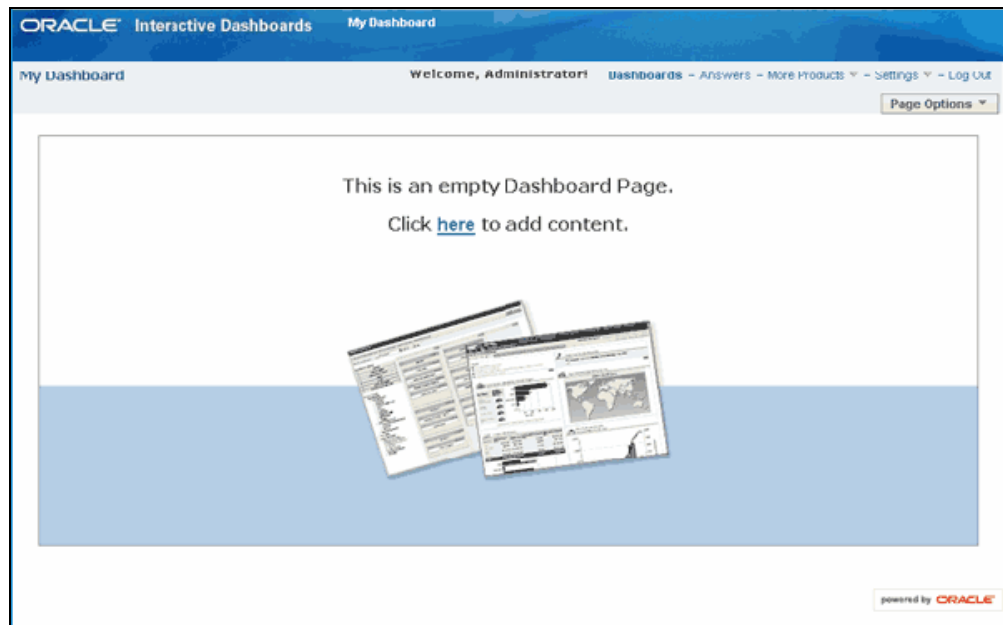 ORACLE Interactive Dashboards My Dashboard
My Dashboard Welcome, Administrator! Dashboards - Answers - More Products - Settings - Log Out
Page Options
This is an empty Dashboard Page.
Click here to add content.
powered by ORACLE